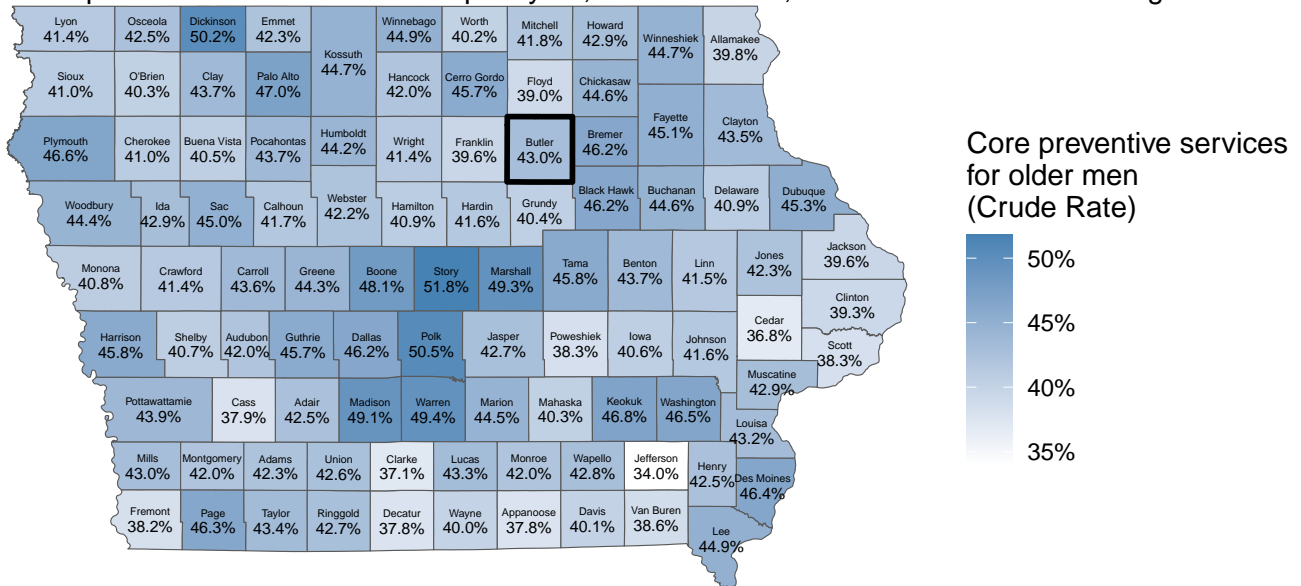 Lyon
41.4%
Osceola
42.5%
Dickinson
50.2%
Emmet
42.3%
Kossuth
44.7%
Winnebago
44.9%
Worth
40.2%
Mitchell
41.8%
Howard
42.9%
Winneshiek
44.7%
Allamakee
39.8%
Sioux
41.0%
O'Brien
40.3%
Clay
43.7%
Palo Alto
47.0%
Hancock
42.0%
Cerro Gordo
45.7%
Floyd
39.0%
Chickasaw
44.6%
Fayette
45.1%
Clayton
43.5%
Plymouth
46.6%
Cherokee
41.0%
Buena Vista
40.5%
Pocahontas
43.7%
Humboldt
44.2%
Wright
41.4%
Franklin
39.6%
Butler
43.0%
Bremer
46.2%
Woodbury
44.4%
Ida
42.9%
Sac
45.0%
Calhoun
41.7%
Webster
42.2%
Hamilton
40.9%
Hardin
41.6%
Grundy
40.4%
Black Hawk
46.2%
Buchanan
44.6%
Delaware
40.9%
Dubuque
45.3%
Monona
40.8%
Crawford
41.4%
Carroll
43.6%
Greene
44.3%
Boone
48.1%
Story
51.8%
Marshall
49.3%
Tama
45.8%
Benton
43.7%
Linn
41.5%
Jones
42.3%
Jackson
39.6%
Clinton
39.3%
Harrison
45.8%
Shelby
40.7%
Audubon
42.0%
Guthrie
45.7%
Dallas
46.2%
Polk
50.5%
Jasper
42.7%
Poweshiek
38.3%
Iowa
40.6%
Johnson
41.6%
Cedar
36.8%
Scott
38.3%
Muscatine
42.9%
Pottawattamie
43.9%
Cass
37.9%
Adair
42.5%
Madison
49.1%
Warren
49.4%
Marion
44.5%
Mahaska
40.3%
Keokuk
46.8%
Washington
46.5%
Louisa
43.2%
Mills
43.0%
Montgomery
42.0%
Adams
42.3%
Union
42.6%
Clarke
37.1%
Lucas
43.3%
Monroe
42.0%
Wapello
42.8%
Jefferson
34.0%
Henry
42.5%
Des Moines
46.4%
Fremont
38.2%
Page
46.3%
Taylor
43.4%
Ringgold
42.7%
Decatur
37.8%
Wayne
40.0%
Appanoose
37.8%
Davis
40.1%
Van Buren
38.6%
Lee
44.9%
Core preventive services
for older men
(Crude Rate)
50%
45%
40%
35%